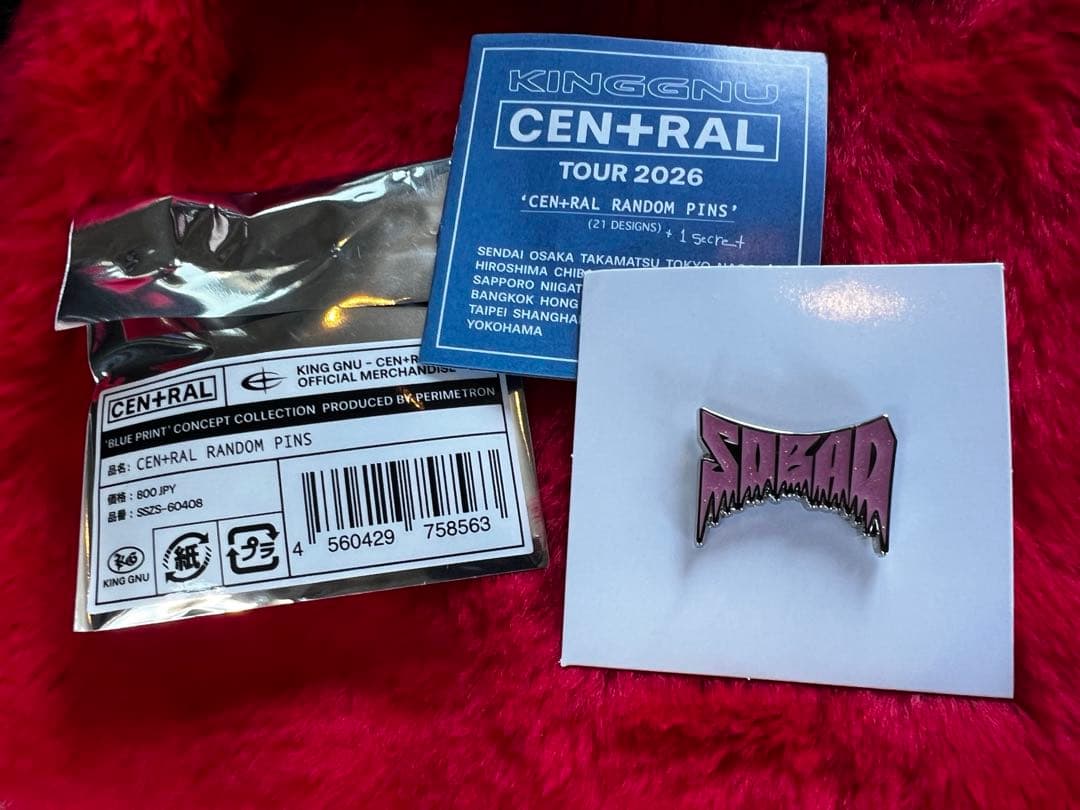 KINGGNU
CEN+RAL
TOUR 2026
'CEN+RAL RANDOM PINS'
(21 DESIGNS) + 1 secret
SENDAI OSAKA TAKAMATSU TOKYO
HIROSHIMA
SAPPORO
BANGKOK HONG
TAIPEI
YOKOHAMA
CEN+RAL
KING GNU -
OFFICIAL MERCHANDISE
'BLUE PRINT' CONCEPT COLLECTION PRODUCED BY PERIMETRON
品名: CEN+RAL RANDOM PINS
価格: 800 JPY
品番: SSZS-60408
KING GNU
紙
プラ
4 560429 758563
SOBAD